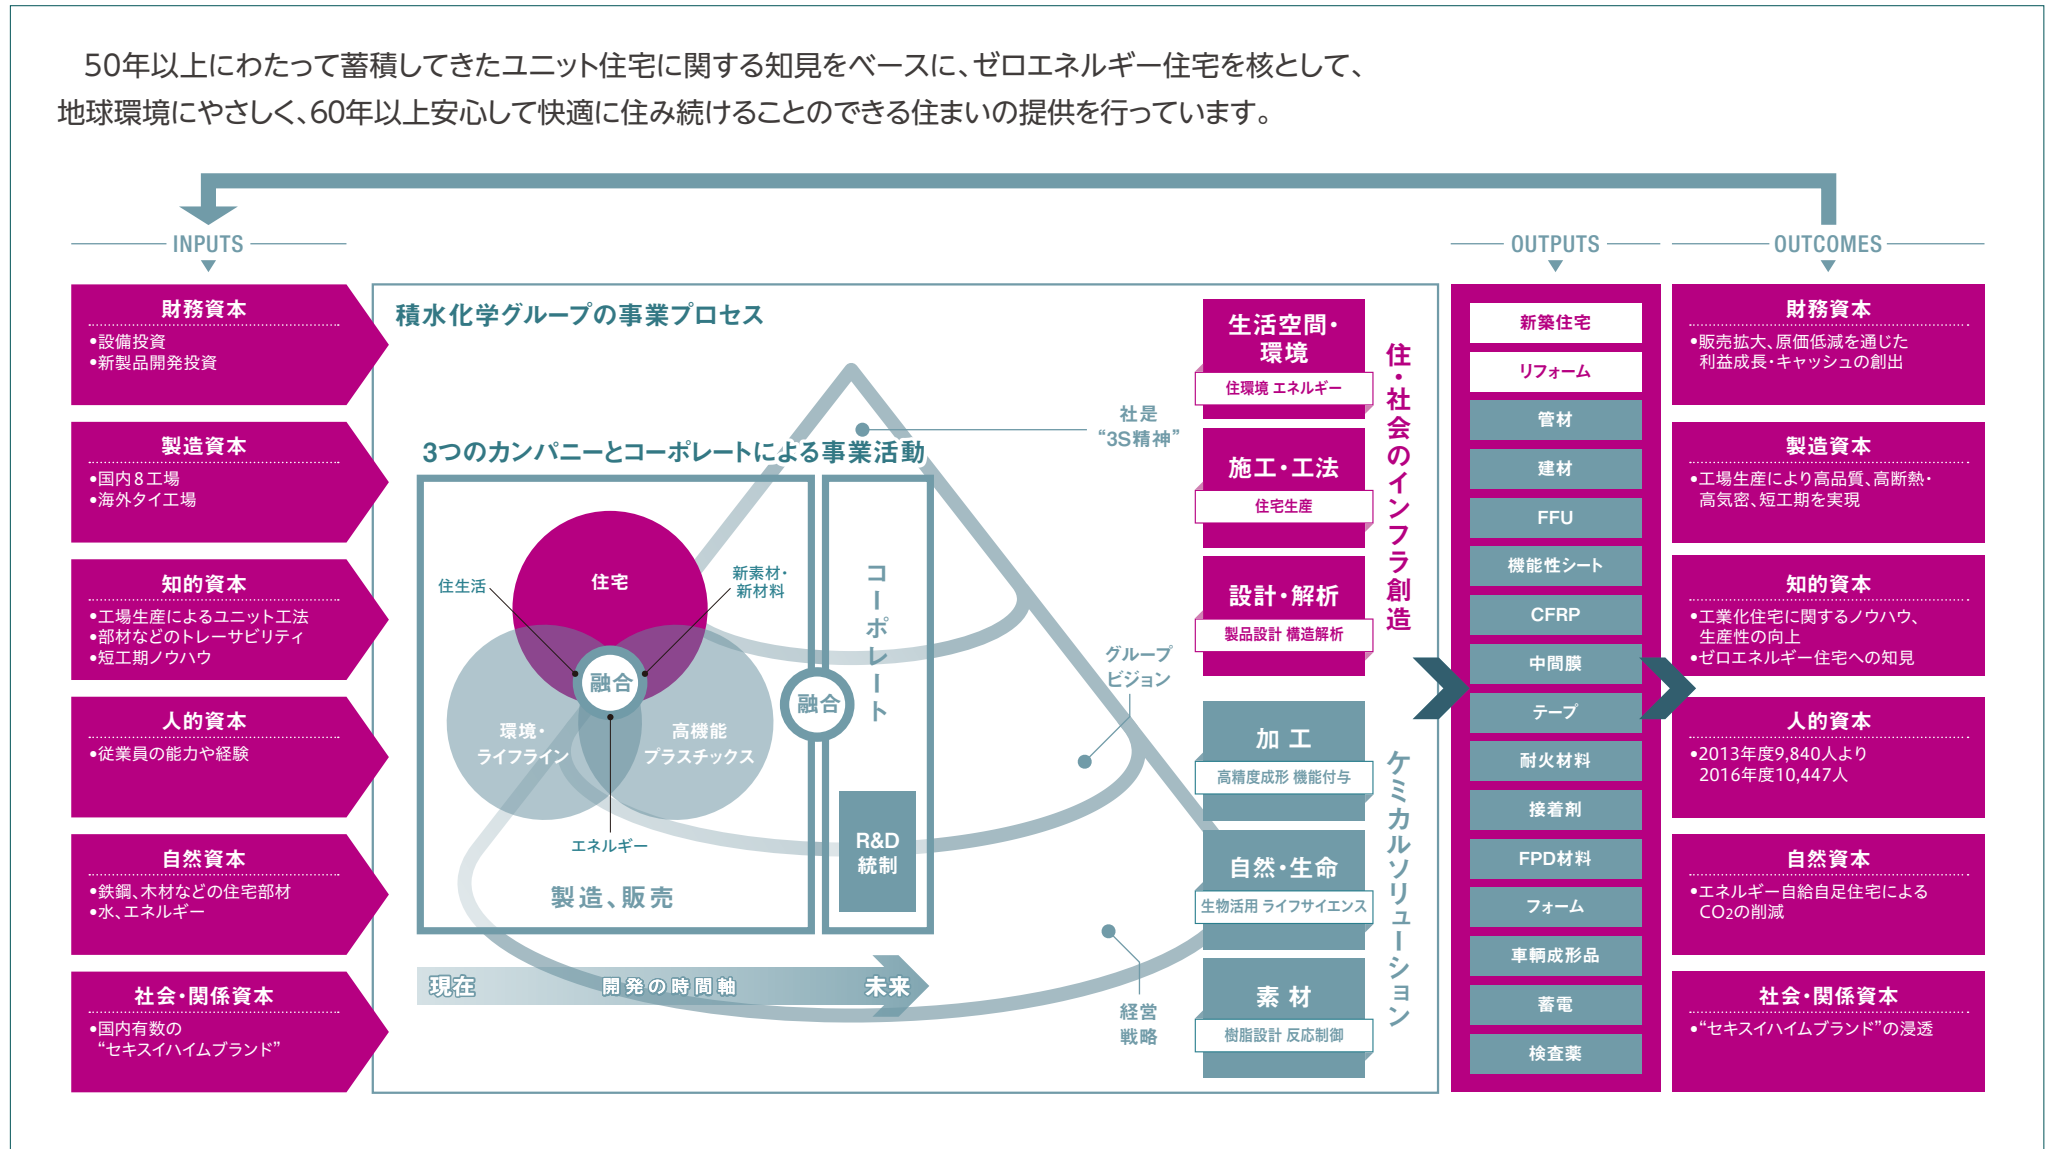 50年以上にわたって蓄積してきたユニット住宅に関する知見をベースに、ゼロエネルギー住宅を核として、
地球環境にやさしく、60年以上安心して快適に住み続けることのできる住まいの提供を行っています。
INPUTS
財務資本
•設備投資
•新製品開発投資
製造資本
•国内8工場
•海外タイ工場
知的資本
•工場生産によるユニット工法
•部材などのトレーサビリティ
•短工期ノウハウ
人的資本
•従業員の能力や経験
自然資本
•鉄鋼、木材などの住宅部材
•水、エネルギー
社会・関係資本
•国内有数の
“セキスイハイムブランド”
積水化学グループの事業プロセス
社是
“3S精神”
3つのカンパニーとコーポレートによる事業活動
住宅
住生活
新素材・
新材料
融合
環境・
ライフライン
高機能
プラスチックス
エネルギー
製造、販売
コーポレート
融合
R&D
統制
グループ
ビジョン
経営
戦略
現在
開発の時間軸
未来
生活空間・
環境
住環境 エネルギー
施工・工法
住宅生産
設計・解析
製品設計 構造解析
住・社会のインフラ創造
加工
高精度成形 機能付与
自然・生命
生物活用 ライフサイエンス
素材
樹脂設計 反応制御
ケミカルソリューション
OUTPUTS
新築住宅
リフォーム
管材
建材
FFU
機能性シート
CFRP
中間膜
テープ
耐火材料
接着剤
FPD材料
フォーム
車輌成形品
蓄電
検査薬
OUTCOMES
財務資本
•販売拡大、原価低減を通じた
利益成長・キャッシュの創出
製造資本
•工場生産により高品質、高断熱・
高気密、短工期を実現
知的資本
•工業化住宅に関するノウハウ、
生産性の向上
•ゼロエネルギー住宅への知見
人的資本
•2013年度9,840人より
2016年度10,447人
自然資本
•エネルギー自給自足住宅による
CO2の削減
社会・関係資本
•“セキスイハイムブランド”の浸透